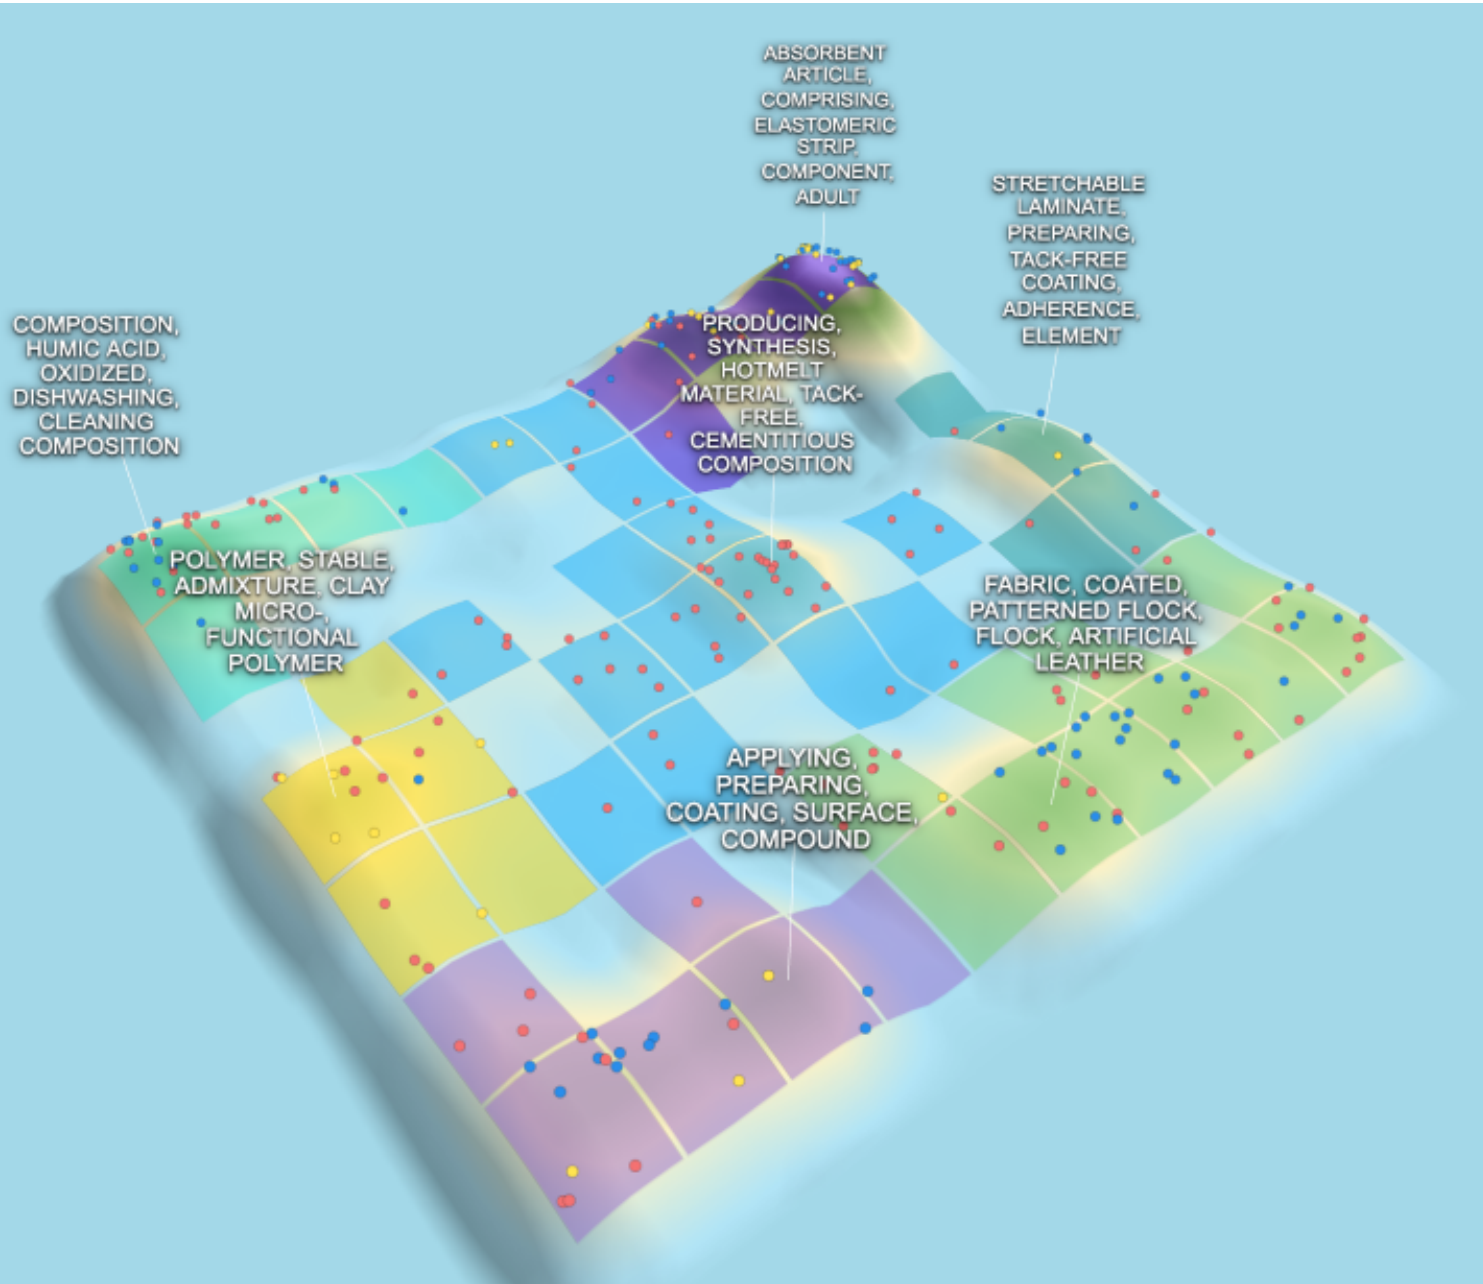 ABSORBENT
ARTICLE,
COMPRISING,
ELASTOMERIC
STRIP,
COMPONENT,
ADULT
STRETCHABLE
LAMINATE,
PREPARING,
TACK-FREE
COATING,
ADHERENCE,
ELEMENT
COMPOSITION,
HUMIC ACID,
OXIDIZED,
DISHWASHING,
CLEANING
COMPOSITION
PRODUCING,
SYNTHESIS,
HOTMELT
MATERIAL, TACK-
FREE,
CEMENTITIOUS
COMPOSITION
POLYMER, STABLE,
ADMIXTURE, CLAY
MICRO-,
FUNCTIONAL
POLYMER
FABRIC, COATED,
PATTERNED FLOCK,
FLOCK, ARTIFICIAL
LEATHER
APPLYING,
PREPARING,
COATING, SURFACE,
COMPOUND